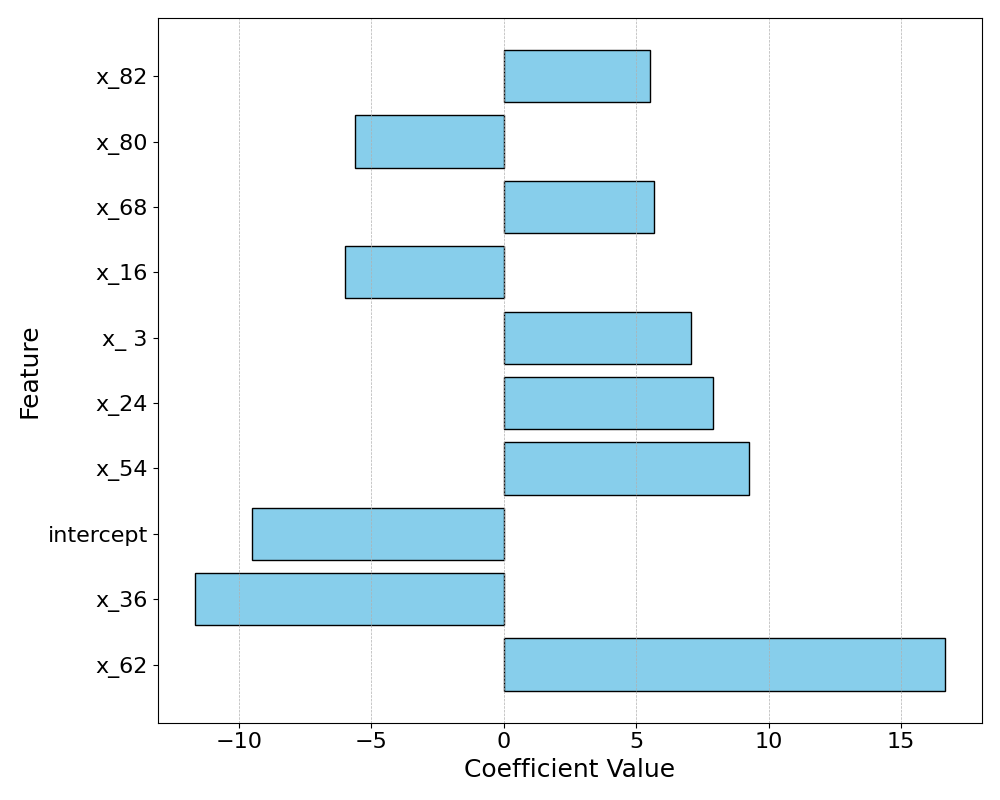 x_82
x_80
x_68
x_16
x_ 3
x_24
x_54
intercept
x_36
x_62
Feature
−10 −5 0 5 10 15
Coefficient Value